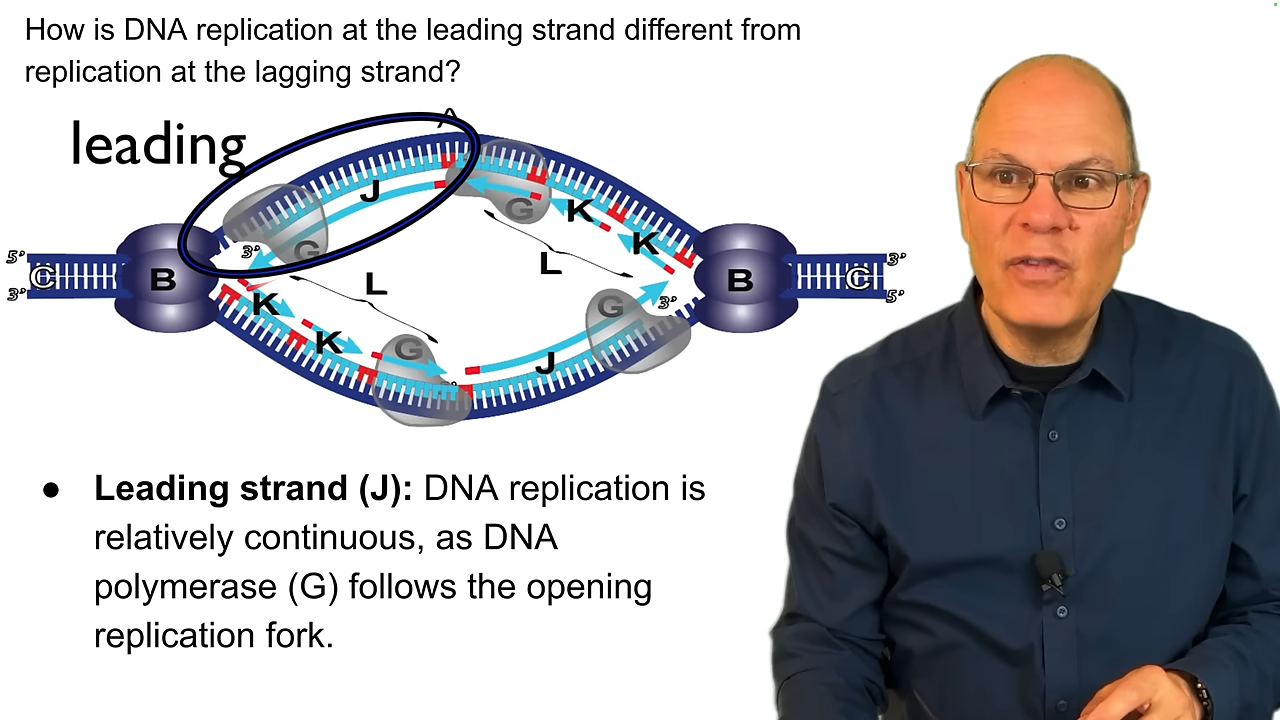 How is DNA replication at the leading strand different from
replication at the lagging strand?
leading
A
J
G
K
K
L
5'
C
3'
B
3'
G
L
K
K
G
J
G
3'
B
C
3'
5'
● Leading strand (J): DNA replication is
relatively continuous, as DNA
polymerase (G) follows the opening
replication fork.